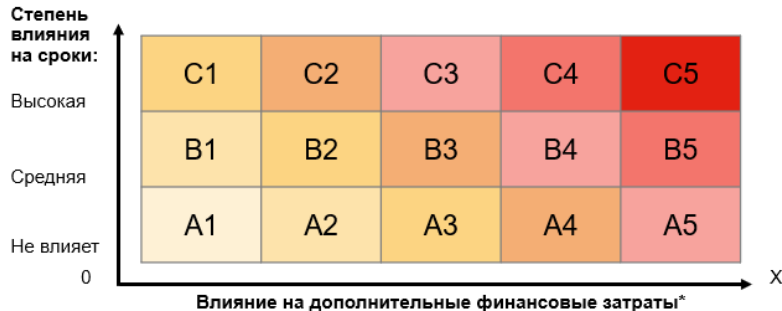 Степень
влияния
на сроки:
Высокая
C1 C2 C3 C4 C5
Средняя
B1 B2 B3 B4 B5
Не влияет
A1 A2 A3 A4 A5
0
X
Влияние на дополнительные финансовые затраты*